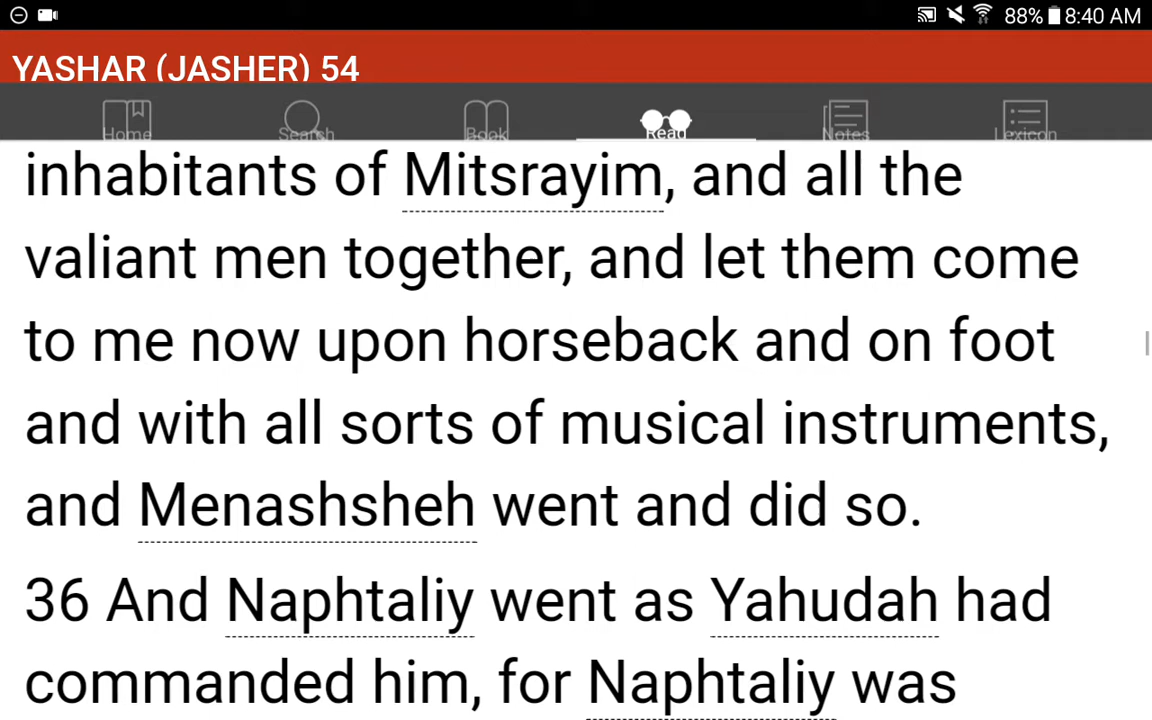 88% 8:40 AM
YASHAR (JASHER) 54
Home Search Book Read Notes Lexicon
inhabitants of Mitsrayim, and all the
valiant men together, and let them come
to me now upon horseback and on foot
and with all sorts of musical instruments,
and Menashsheh went and did so.
36 And Naphtaliy went as Yahudah had
commanded him, for Naphtaliy was